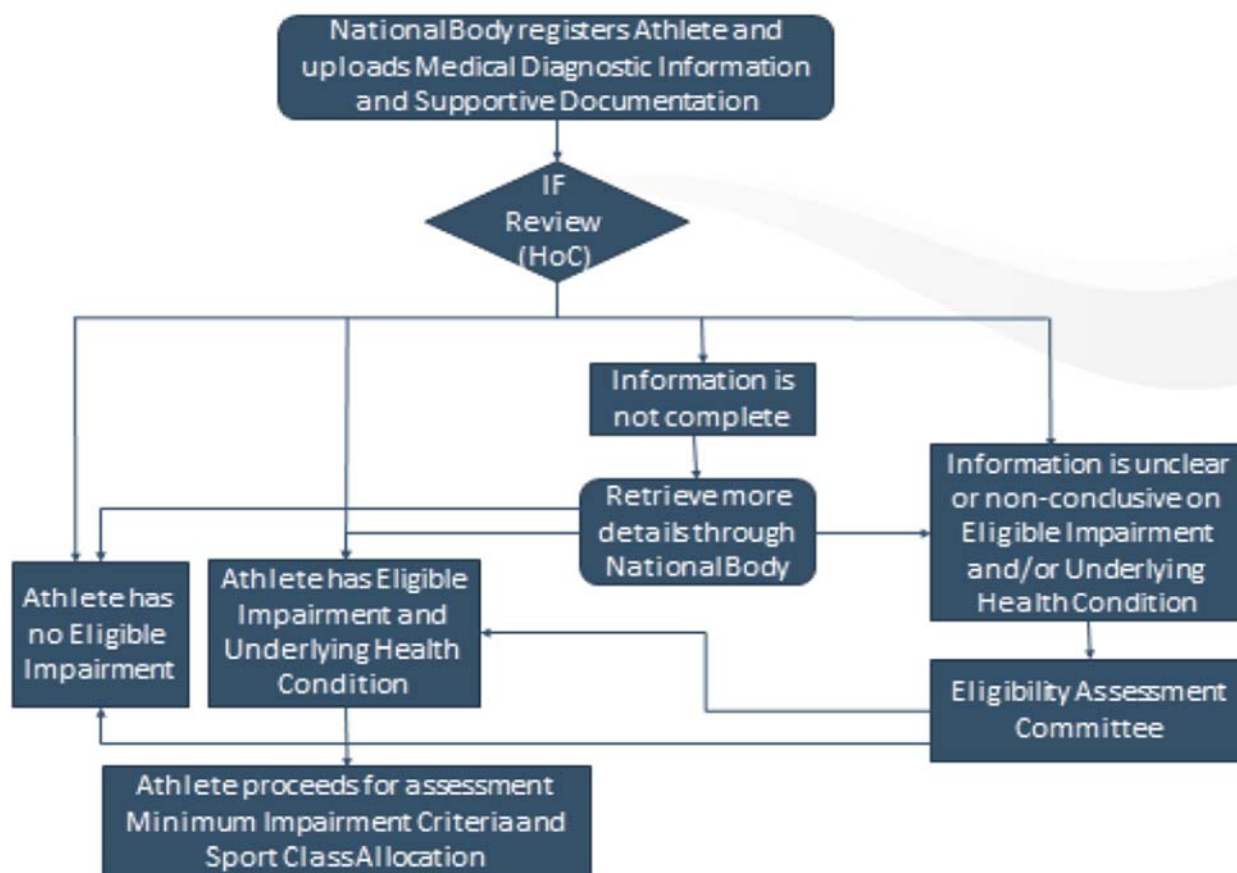 National Body registers Athlete and
uploads Medical Diagnostic Information
and Supportive Documentation
IF
Review
(HoC)
Information is
not complete
Information is unclear
or non-conclusive on
Eligible Impairment
and/or Underlying
Health Condition
Retrieve more
details through
National Body
Athlete has
no Eligible
Impairment
Athlete has Eligible
Impairment and
Underlying Health
Condition
Eligibility Assessment
Committee
Athlete proceeds for assessment
Minimum Impairment Criteria and
Sport Class Allocation